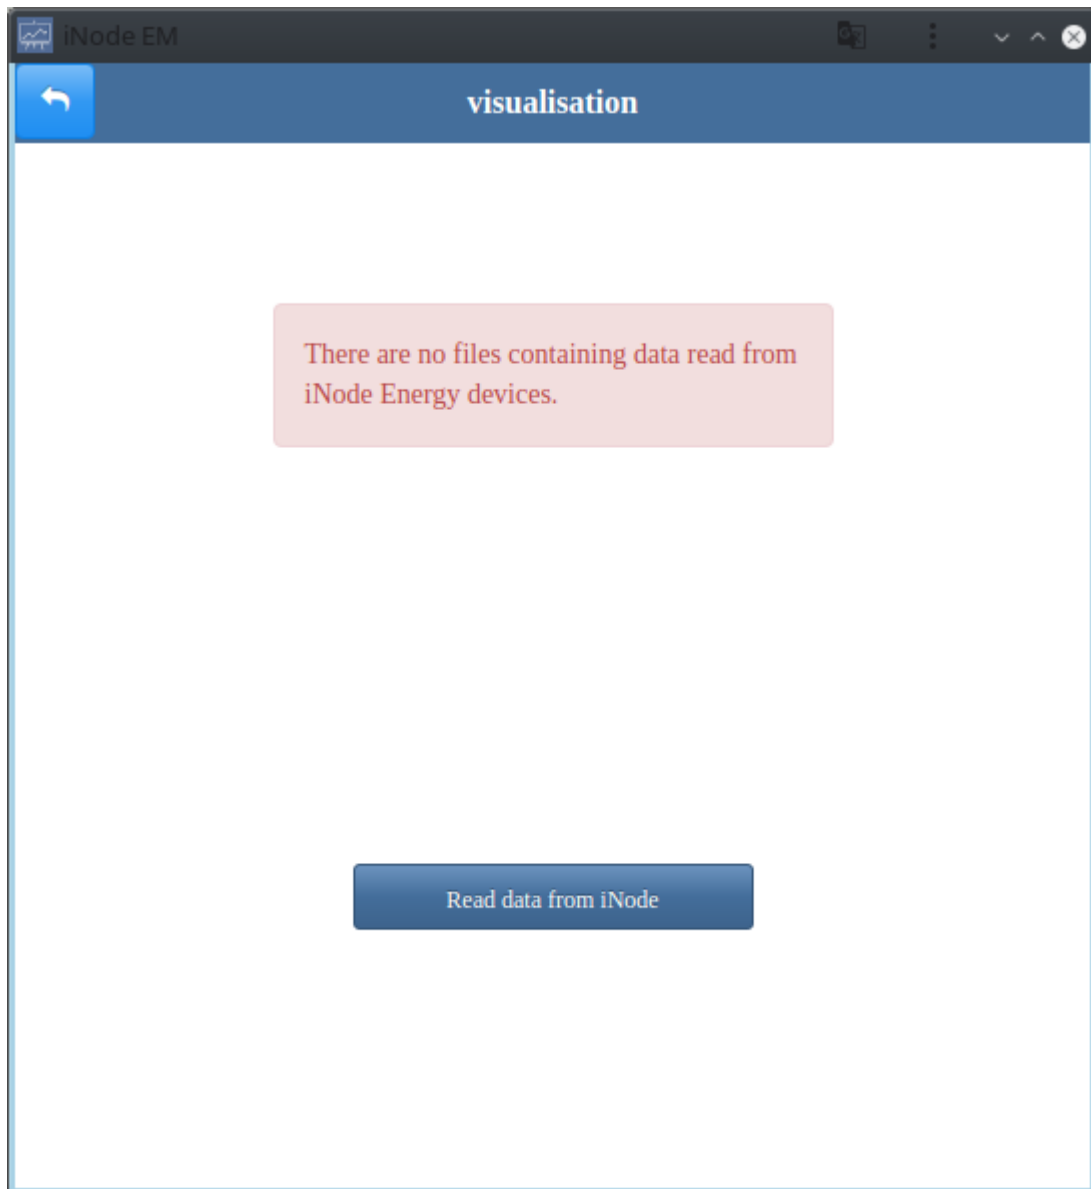 iNode EM
visualisation
There are no files containing data read from
iNode Energy devices.
Read data from iNode